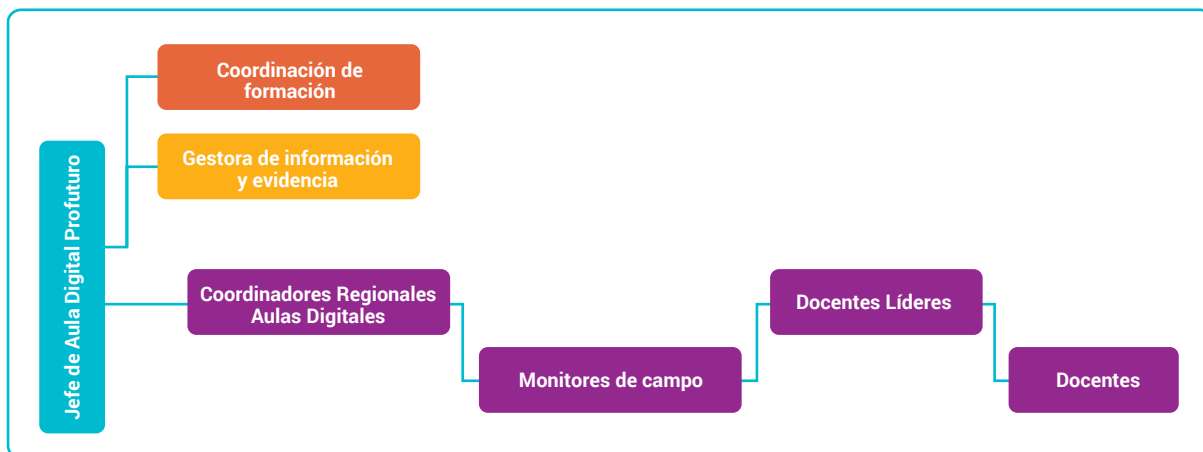 Jefe de Aula Digital Profuturo
Coordinación de
formación
Gestora de información
y evidencia
Coordinadores Regionales
Aulas Digitales
Monitores de campo
Docentes Líderes
Docentes